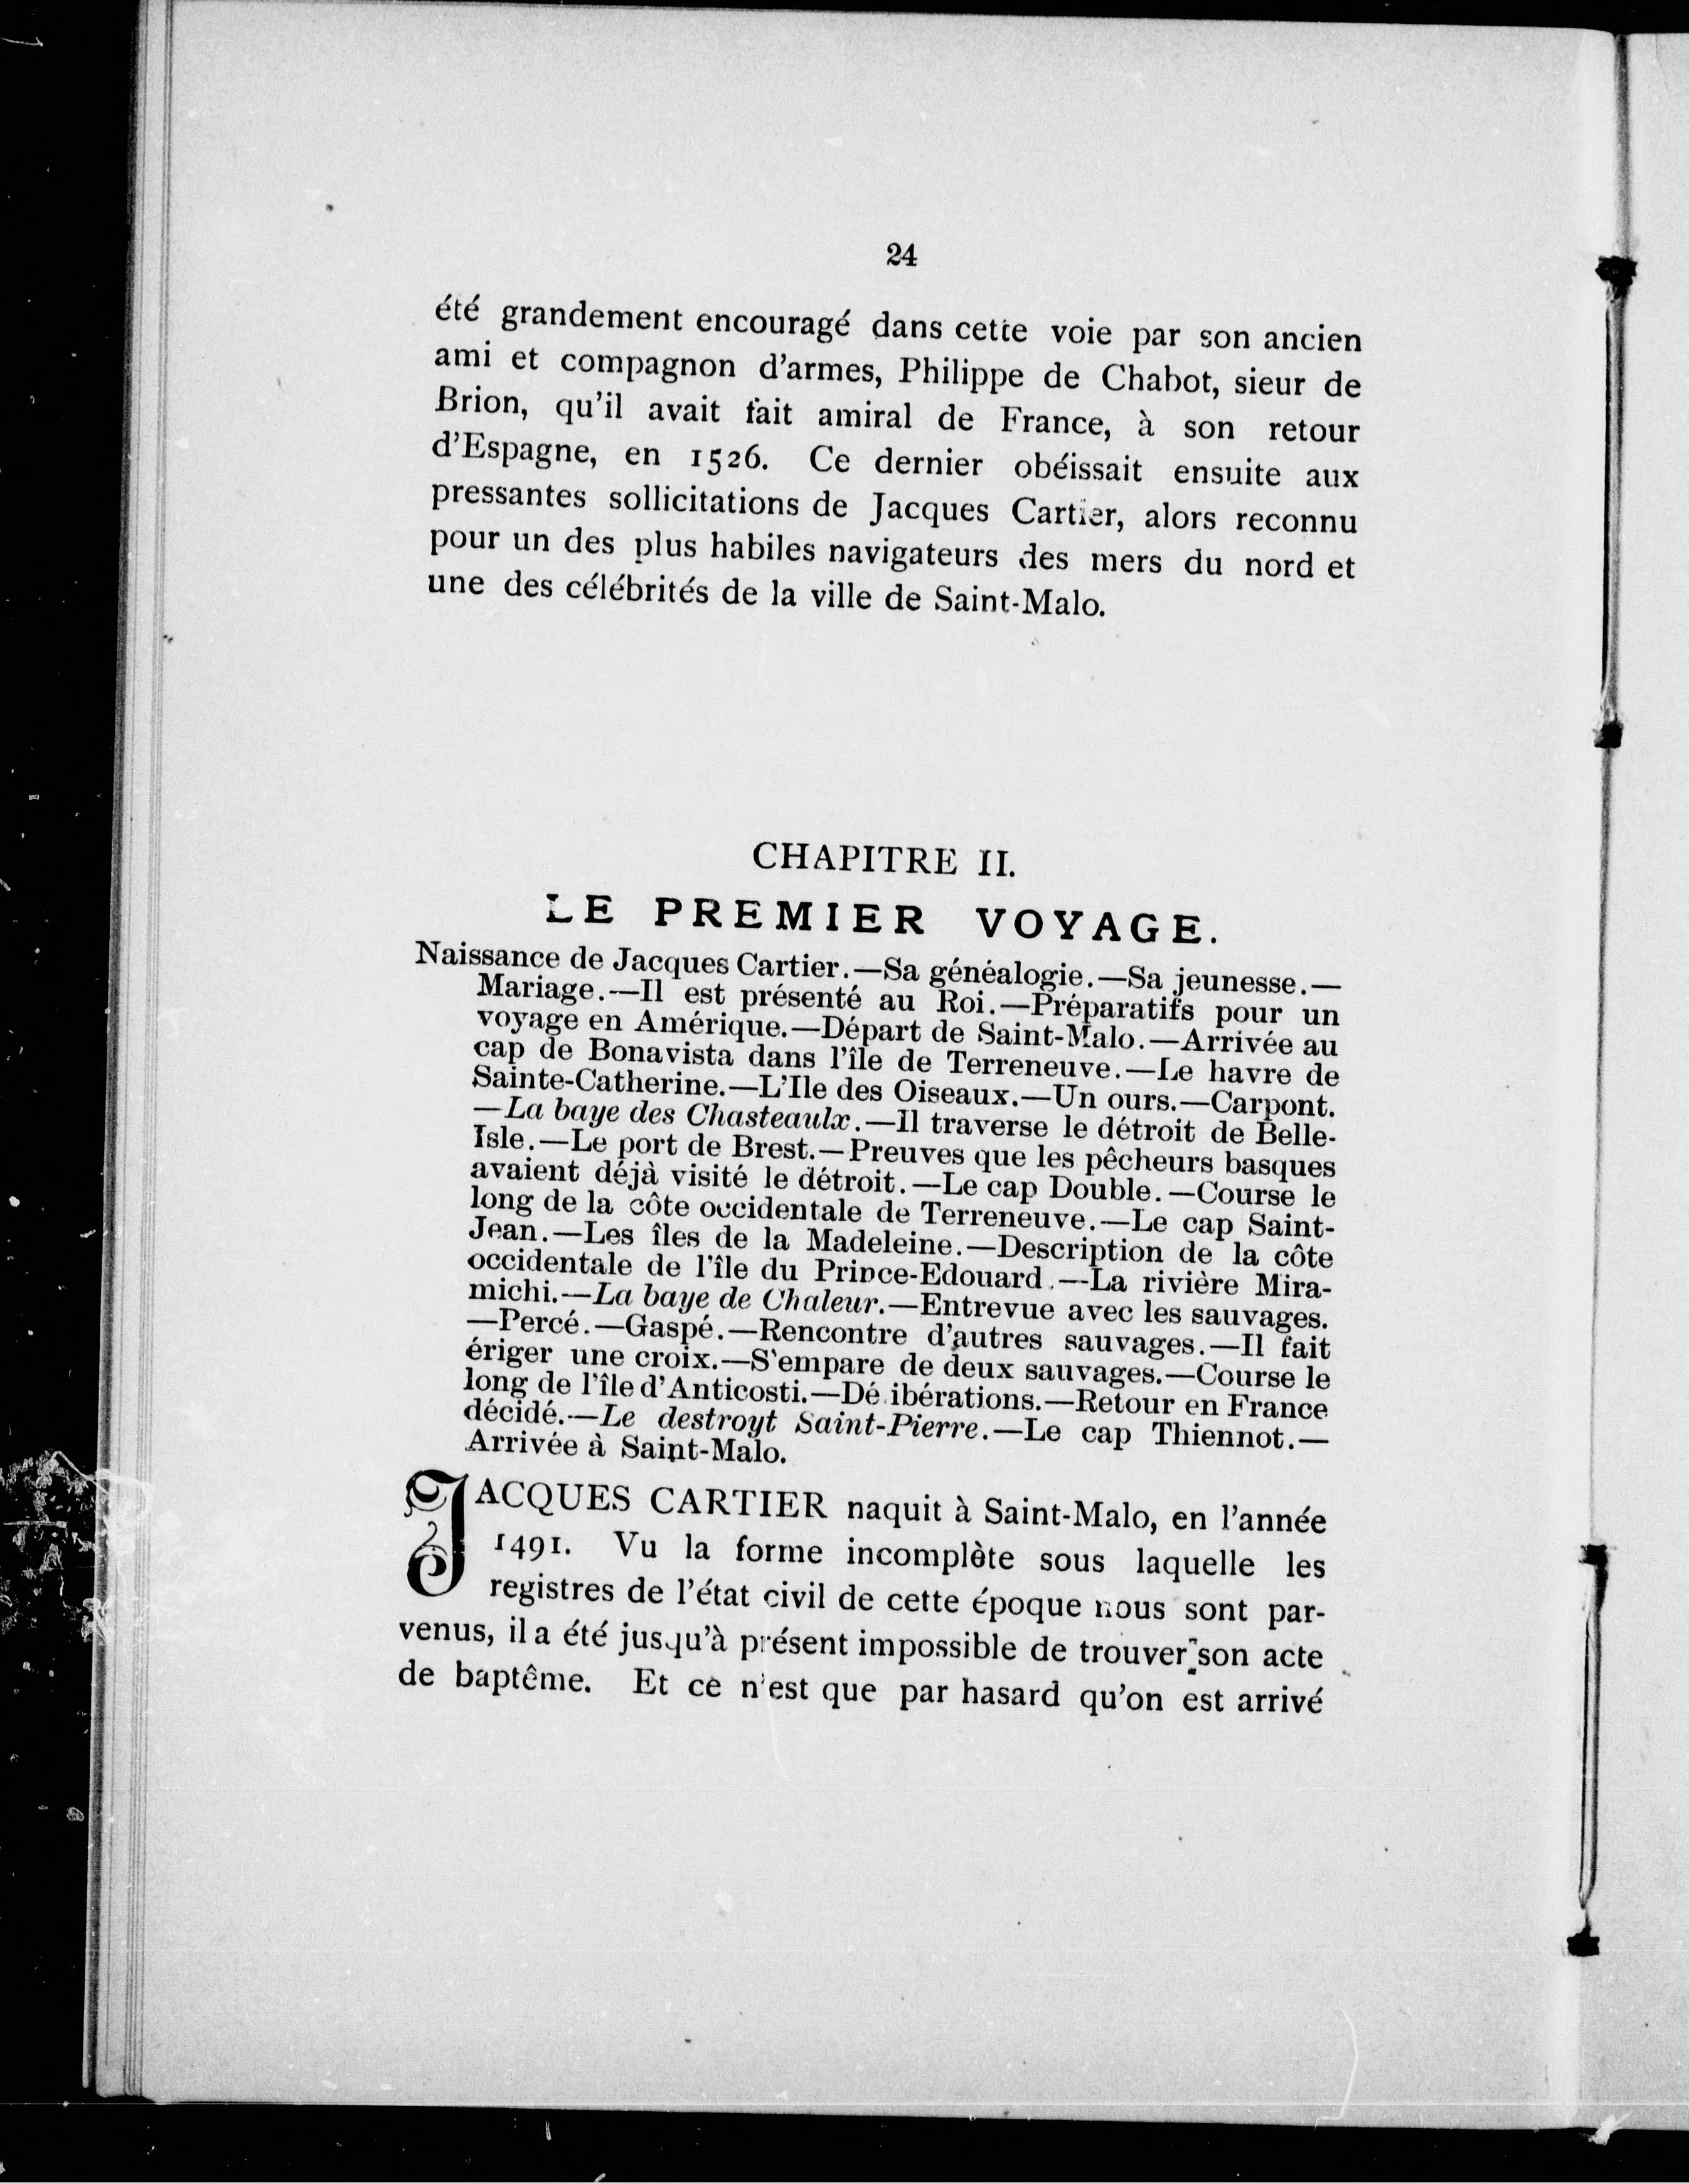 24
été grandement encouragé dans cette voie par son ancien
ami et compagnon d'armes, Philippe de Chabot, sieur de
Brion, qu'il avait fait amiral de France, à son retour
d'Espagne, en 1526. Ce dernier obéissait ensuite aux
pressantes sollicitations de Jacques Cartier, alors reconnu
pour un des plus habiles navigateurs des mers du nord et
une des célébrités de la ville de Saint-Malo.
CHAPITRE II.
LE PREMIER VOYAGE.
Naissance de Jacques Cartier.—Sa généalogie.—Sa jeunesse.—
Mariage.—Il est présenté au Roi.—Préparatifs pour un
voyage en Amérique.—Départ de Saint-Malo.—Arrivée au
cap de Bonavista dans l'île de Terreneuve.—Le havre de
Sainte-Catherine.—L'Ile des Oiseaux.—Un ours.—Carpont.
—La baye des Chasteaulx.—Il traverse le détroit de Belle-
Isle.—Le port de Brest.—Preuves que les pêcheurs basques
avaient déjà visité le détroit.—Le cap Double.—Course le
long de la côte occidentale de Terreneuve.—Le cap Saint-
Jean.—Les îles de la Madeleine.—Description de la côte
occidentale de l'île du Prince-Edouard.—La rivière Mira-
michi.—La baye de Chaleur.—Entrevue avec les sauvages.
—Percé.—Gaspé.—Rencontre d'autres sauvages.—Il fait
ériger une croix.—S'empare de deux sauvages.—Course le
long de l'île d'Anticosti.—Délibérations.—Retour en France
décidé.—Le destroyt Saint-Pierre.—Le cap Thiennot.—
Arrivée à Saint-Malo.
JACQUES CARTIER naquit à Saint-Malo, en l'année
1491. Vu la forme incomplète sous laquelle les
registres de l'état civil de cette époque nous sont par-
venus, il a été jusqu'à présent impossible de trouver son acte
de baptême. Et ce n'est que par hasard qu'on est arrivé